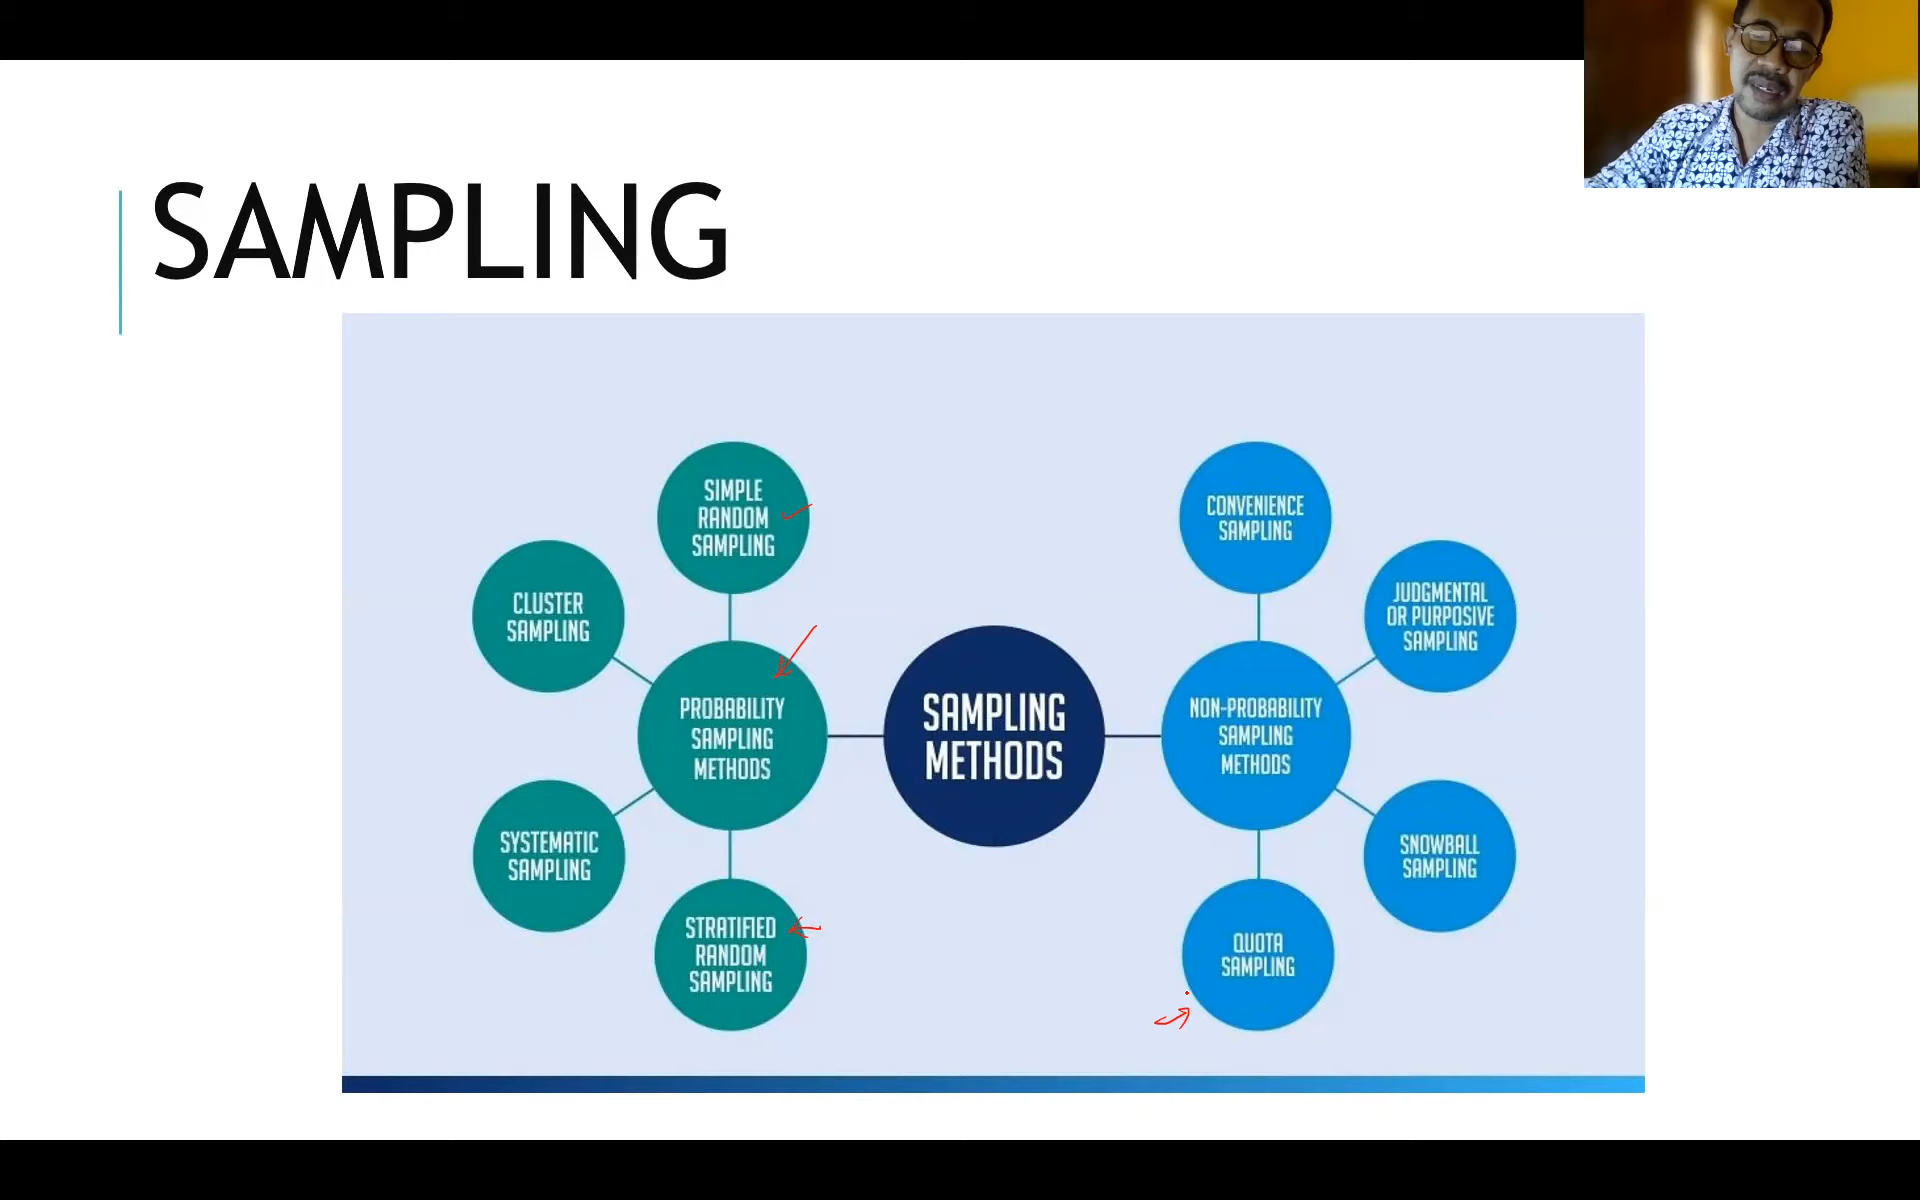 SAMPLING
SIMPLE
RANDOM
SAMPLING
CLUSTER
SAMPLING
PROBABILITY
SAMPLING
METHODS
SYSTEMATIC
SAMPLING
STRATIFIED
RANDOM
SAMPLING
SAMPLING
METHODS
CONVENIENCE
SAMPLING
JUDGMENTAL
OR PURPOSIVE
SAMPLING
NON-PROBABILITY
SAMPLING
METHODS
SNOWBALL
SAMPLING
QUOTA
SAMPLING